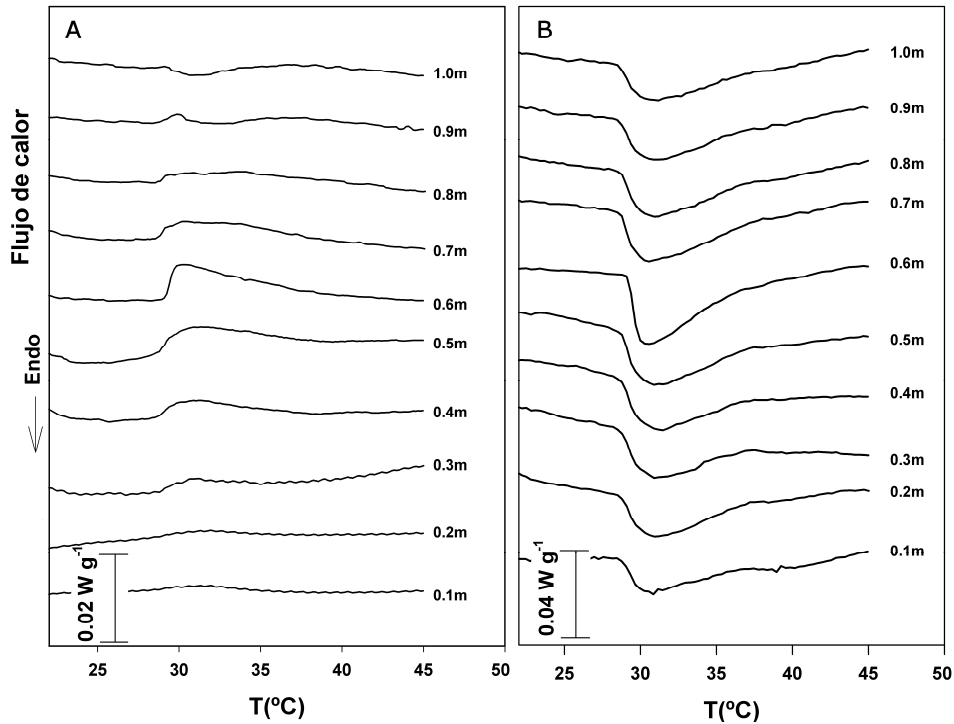 A
1.0m
0.9m
0.8m
0.7m
0.6m
0.5m
0.4m
0.3m
0.2m
0.1m
Flujo de calor
Endo
0.02 W g-1
25 30 35 40 45 50
T(ºC)
B
1.0m
0.9m
0.8m
0.7m
0.6m
0.5m
0.4m
0.3m
0.2m
0.1m
0.04 W g-1
25 30 35 40 45 50
T(ºC)